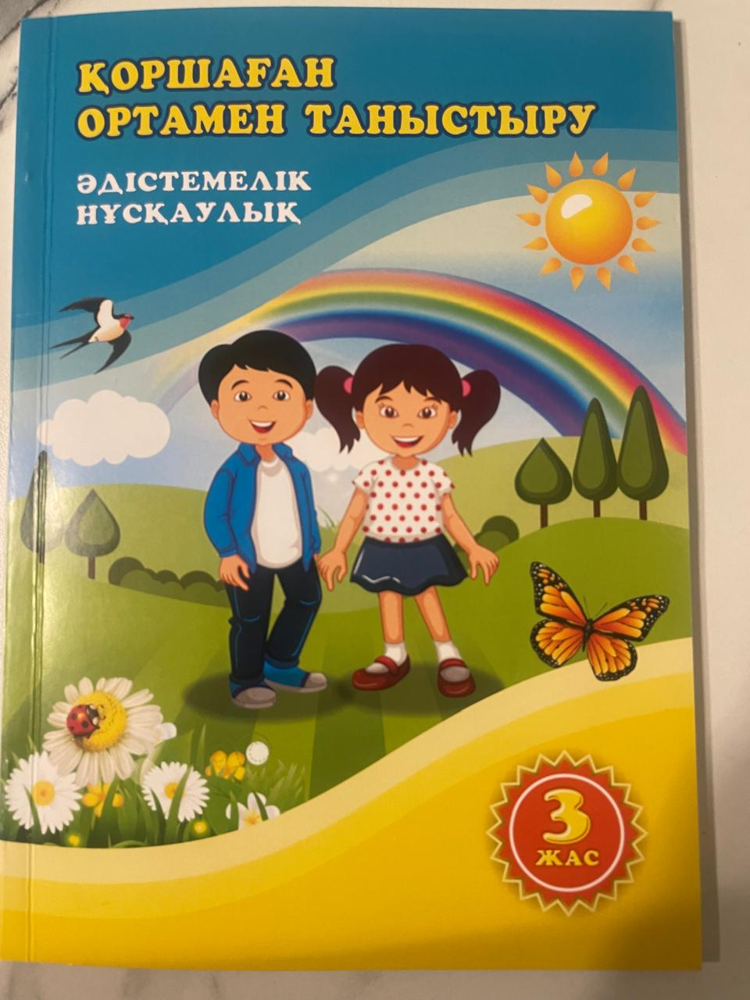 ҚОРШАҒАН
ОРТАМЕН ТАНЫСТЫРУ
ӘДІСТЕМЕЛІК
НҰСҚАУЛЫҚ
3
ЖАС